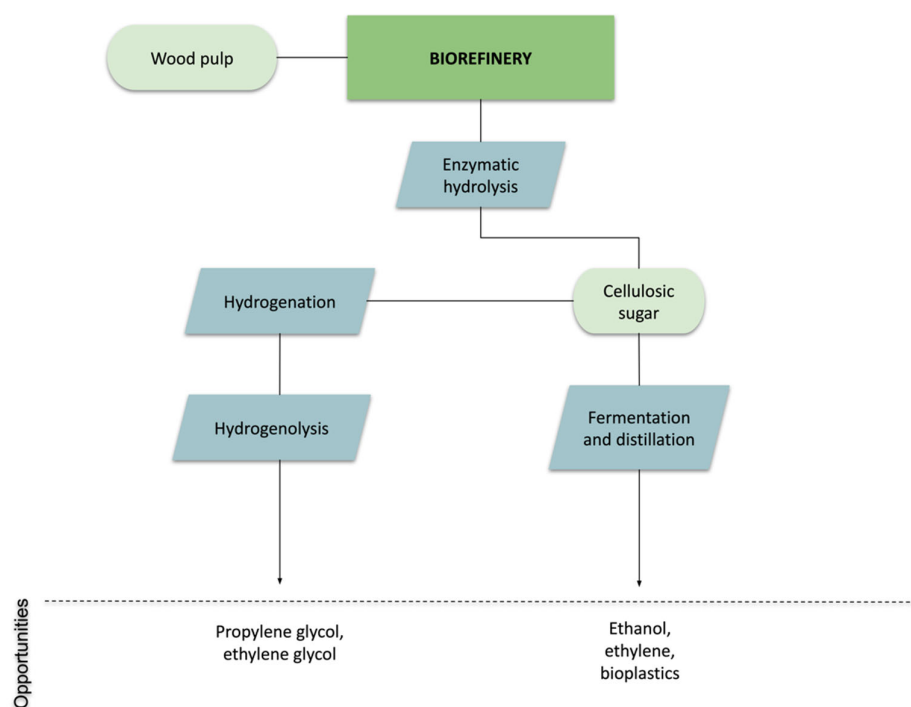 Wood pulp
BIOREFINERY
Enzymatic
hydrolysis
Hydrogenation
Cellulosic
sugar
Hydrogenolysis
Fermentation
and distillation
Opportunities
Propylene glycol,
ethylene glycol
Ethanol,
ethylene,
bioplastics